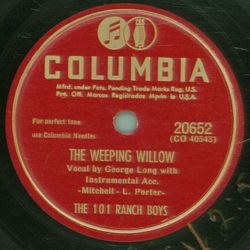 COLUMBIA
Mfrd. under Pats. Pending Trade Marks Reg. U.S.
Pat. Off. Marcas Registradas Made in U.S.A.
For perfect tone:
use Columbia Needles
20652
(CO 40543)
THE WEEPING WILLOW
Vocal by George Long with
Instrumental Acc.
-Mitchell - L. Porter-
THE 101 RANCH BOYS